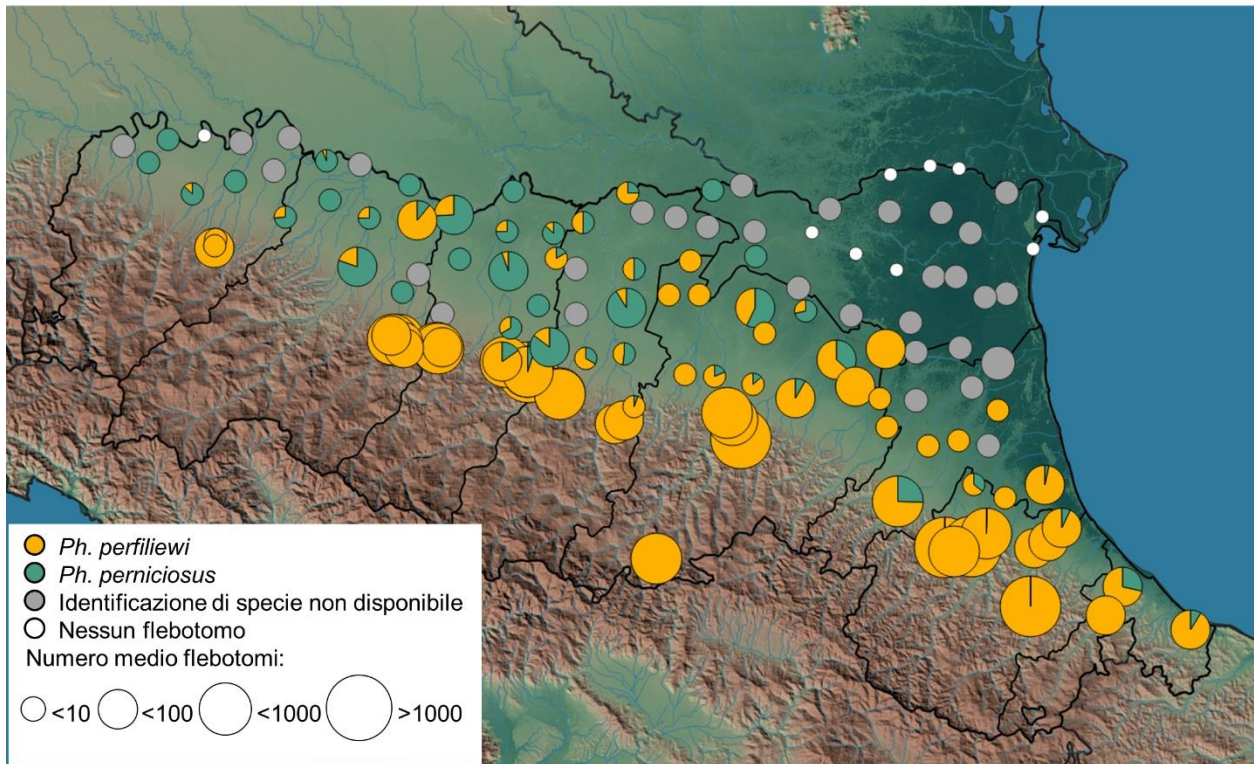 Ph. perfiliewi
Ph. perniciosus
Identificazione di specie non disponibile
Nessun flebotomo
Numero medio flebotomi:
<10 <100 <1000 >1000